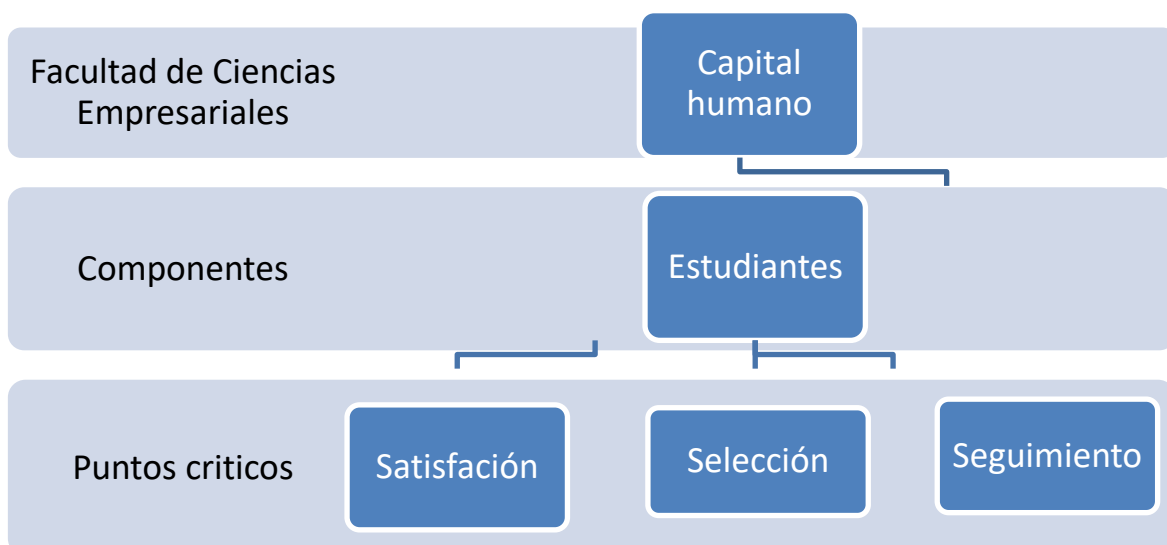 Facultad de Ciencias
Empresariales
Capital
humano
Componentes
Estudiantes
Puntos criticos
Satisfación
Selección
Seguimiento